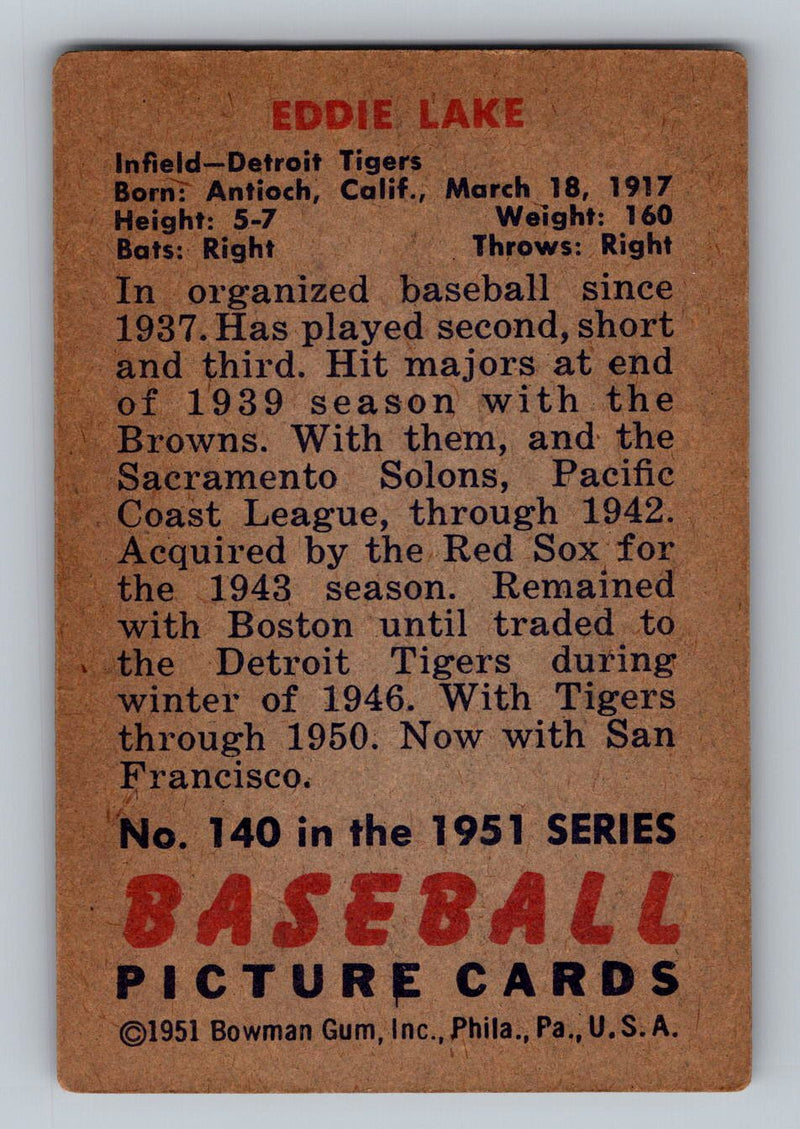 EDDIE LAKE
Infield—Detroit Tigers
Born: Antioch, Calif., March 18, 1917
Height: 5-7 Weight: 160
Bats: Right Throws: Right
In organized baseball since
1937. Has played second, short
and third. Hit majors at end
of 1939 season with the
Browns. With them, and the
Sacramento Solons, Pacific
Coast League, through 1942.
Acquired by the Red Sox for
the 1943 season. Remained
with Boston until traded to
the Detroit Tigers during
winter of 1946. With Tigers
through 1950. Now with San
Francisco.
No. 140 in the 1951 SERIES
BASEBALL
PICTURE CARDS
©1951 Bowman Gum, Inc., Phila., Pa., U.S.A.